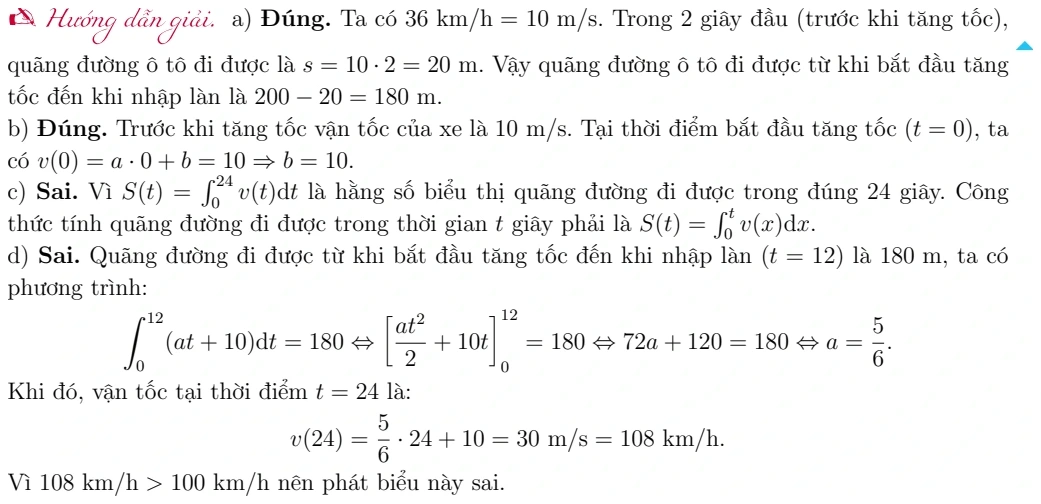 Hướng dẫn giải. a) Đúng. Ta có 36 km/h = 10 m/s. Trong 2 giây đầu (trước khi tăng tốc),
quãng đường ô tô đi được là s = 10 · 2 = 20 m. Vậy quãng đường ô tô đi được từ khi bắt đầu tăng
tốc đến khi nhập làn là 200 − 20 = 180 m.
b) Đúng. Trước khi tăng tốc vận tốc của xe là 10 m/s. Tại thời điểm bắt đầu tăng tốc (t = 0), ta
có v(0) = a · 0 + b = 10 ⇒ b = 10.
c) Sai. Vì S(t) = ∫₀²⁴ v(t)dt là hằng số biểu thị quãng đường đi được trong đúng 24 giây. Công
thức tính quãng đường đi được trong thời gian t giây phải là S(t) = ∫₀ᵗ v(x)dx.
d) Sai. Quãng đường đi được từ khi bắt đầu tăng tốc đến khi nhập làn (t = 12) là 180 m, ta có
phương trình:
∫₀¹² (at + 10)dt = 180 ⇔ [at²/2 + 10t]₀¹² = 180 ⇔ 72a + 120 = 180 ⇔ a = 5/6.
Khi đó, vận tốc tại thời điểm t = 24 là:
v(24) = 5/6 · 24 + 10 = 30 m/s = 108 km/h.
Vì 108 km/h > 100 km/h nên phát biểu này sai.